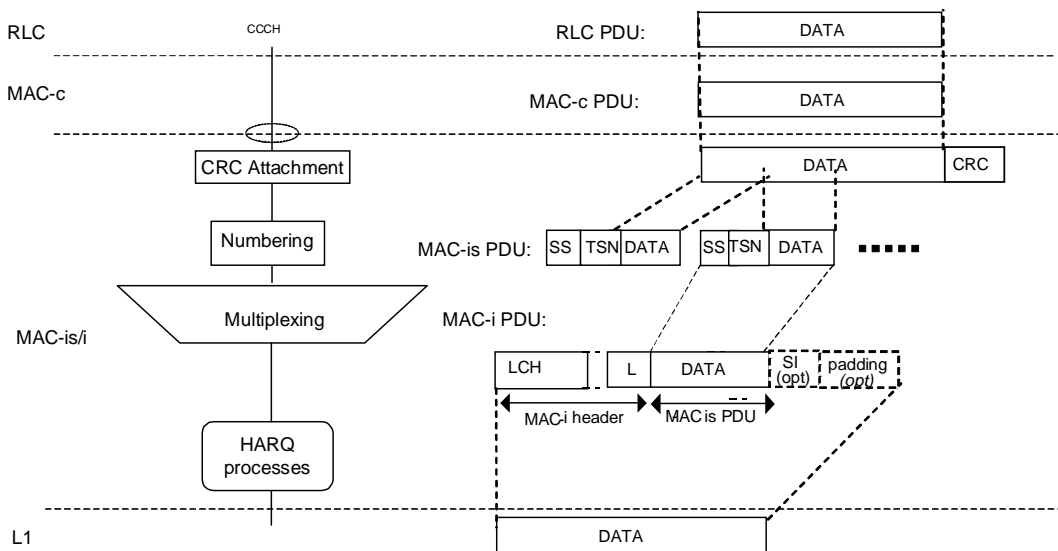 RLC
CCCH
RLC PDU:
DATA
MAC-c
MAC-c PDU:
DATA
CRC Attachment
DATA
CRC
Numbering
MAC-is PDU:
SS
TSN
DATA
SS
TSN
DATA
MAC-is/i
Multiplexing
MAC-i PDU:
LCH
L
DATA
SI
(opt)
padding
(opt)
MAC-i header
MAC-is PDU
HARQ
processes
L1
DATA